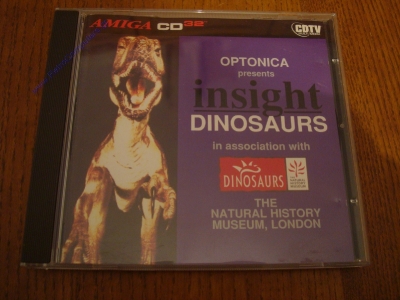 AMIGA CD32
CDTV
OPTONICA
presents
insight
DINOSAURS
in association with
DINOSAURS
THE
NATURAL HISTORY
MUSEUM, LONDON